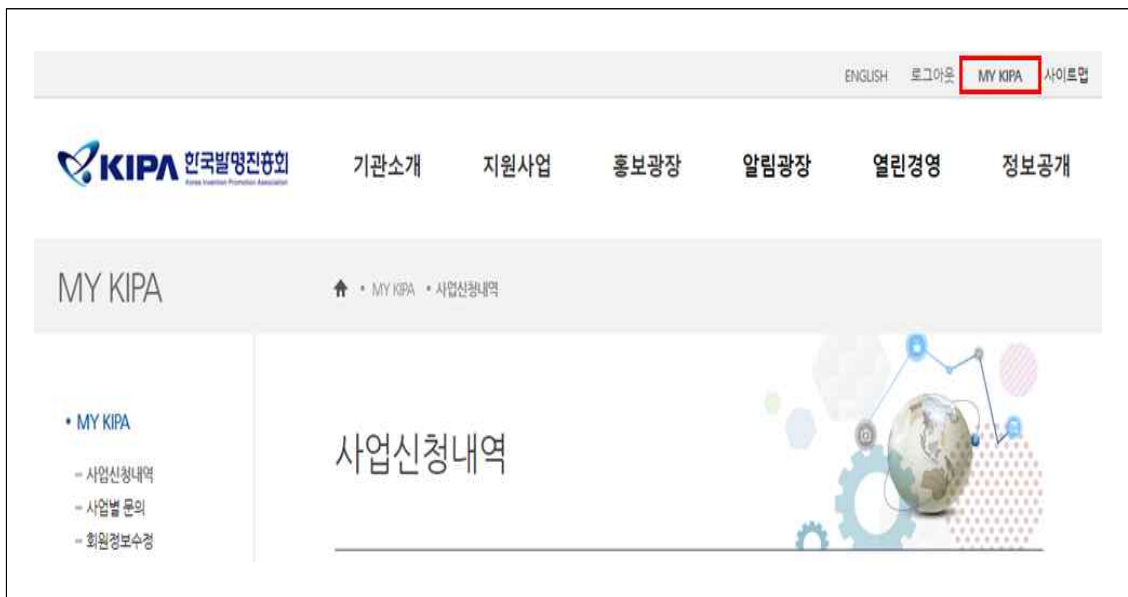 ENGLISH 로그아웃 MY KIPA 사이트맵
KIPA 한국발명진흥회
Korea Invention Promotion Association
기관소개 지원사업 홍보광장 알림광장 열린경영 정보공개
MY KIPA
• MY KIPA • 사업신청내역
• MY KIPA
- 사업신청내역
- 사업별 문의
- 회원정보수정
사업신청내역